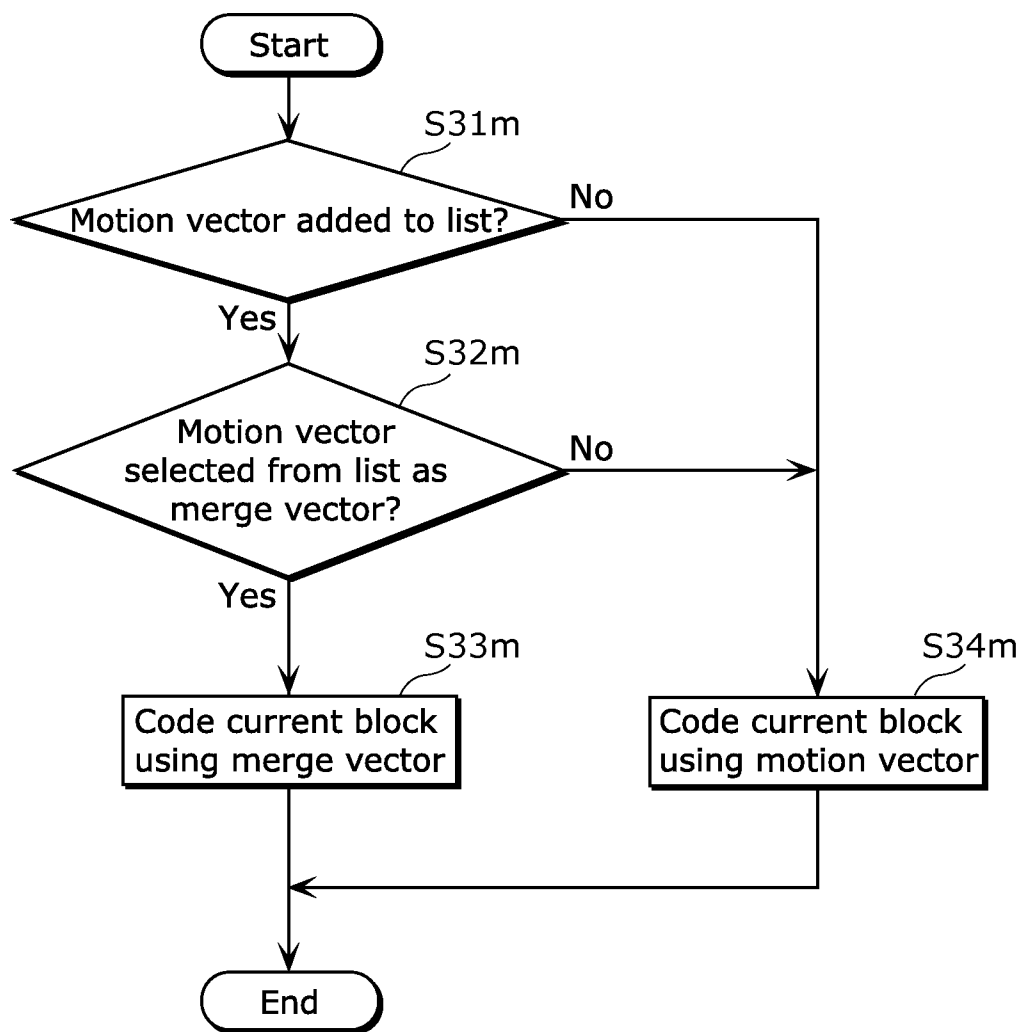 Start
S31m
Motion vector added to list?
No
Yes
S32m
Motion vector
selected from list as
merge vector?
No
Yes
S33m
Code current block
using merge vector
S34m
Code current block
using motion vector
End